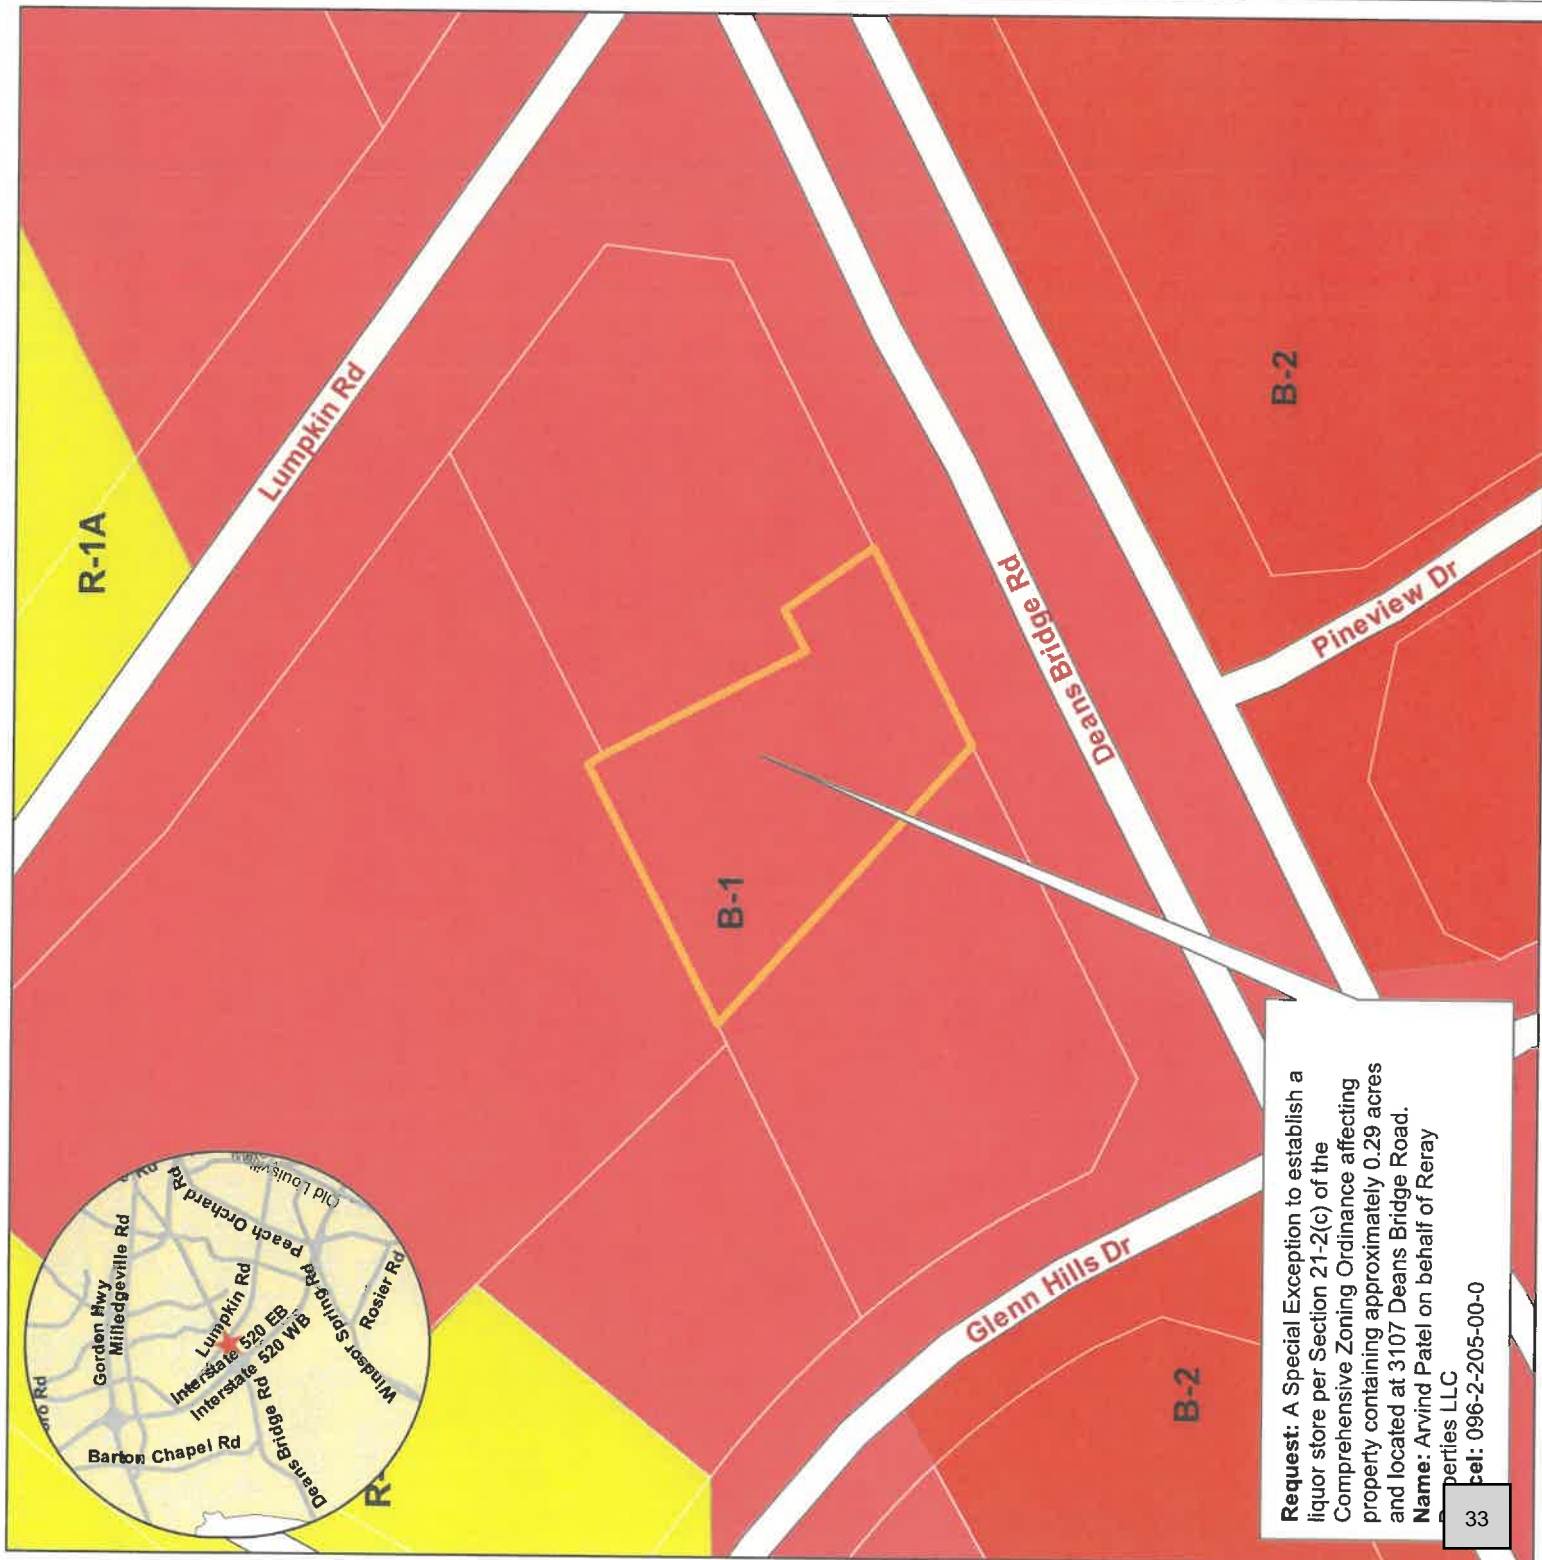 R-1A
Lumpkin Rd
B-2
Deans Bridge Rd
Pineview Dr
B-1
Glenn Hills Dr
B-2
Gordon Hwy
Milledgeville Rd
Peach Orchard Rd
Old Louisvill
Lumpkin Rd
Interstate 520 EB
Interstate 520 WB
Windsor Spring Rd
Rosier Rd
Barton Chapel Rd
Deans Bridge Rd
Rd
oro Rd
R-
Request: A Special Exception to establish a
liquor store per Section 21-2(c) of the
Comprehensive Zoning Ordinance affecting
property containing approximately 0.29 acres
and located at 3107 Deans Bridge Road.
Name: Arvind Patel on behalf of Reray
perties LLC
cel: 096-2-205-00-0
33